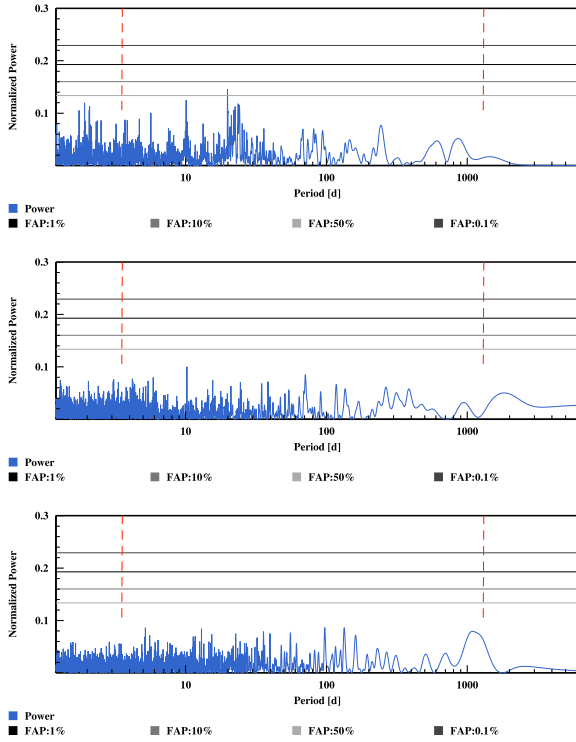 0.3
0.2
0.1
Normalized Power
10
100
1000
Period [d]
Power
FAP:1% FAP:10% FAP:50% FAP:0.1%
0.3
0.2
0.1
Normalized Power
10
100
1000
Period [d]
Power
FAP:1% FAP:10% FAP:50% FAP:0.1%
0.3
0.2
0.1
Normalized Power
10
100
1000
Period [d]
Power
FAP:1% FAP:10% FAP:50% FAP:0.1%